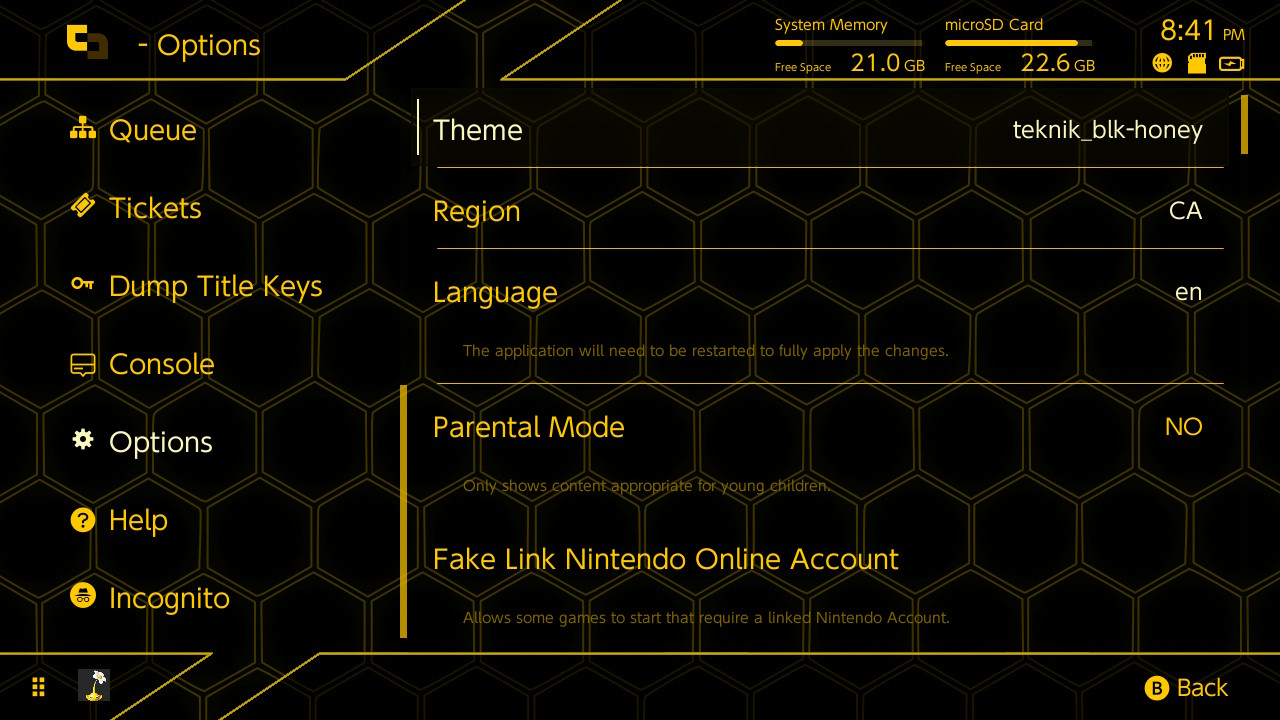 - Options
System Memory
Free Space 21.0 GB
microSD Card
Free Space 22.6 GB
8:41 PM
Queue
Tickets
Dump Title Keys
Console
Options
Help
Incognito
Theme teknik_blk-honey
Region CA
Language en
The application will need to be restarted to fully apply the changes.
Parental Mode NO
Only shows content appropriate for young children.
Fake Link Nintendo Online Account
Allows some games to start that require a linked Nintendo Account.
B Back